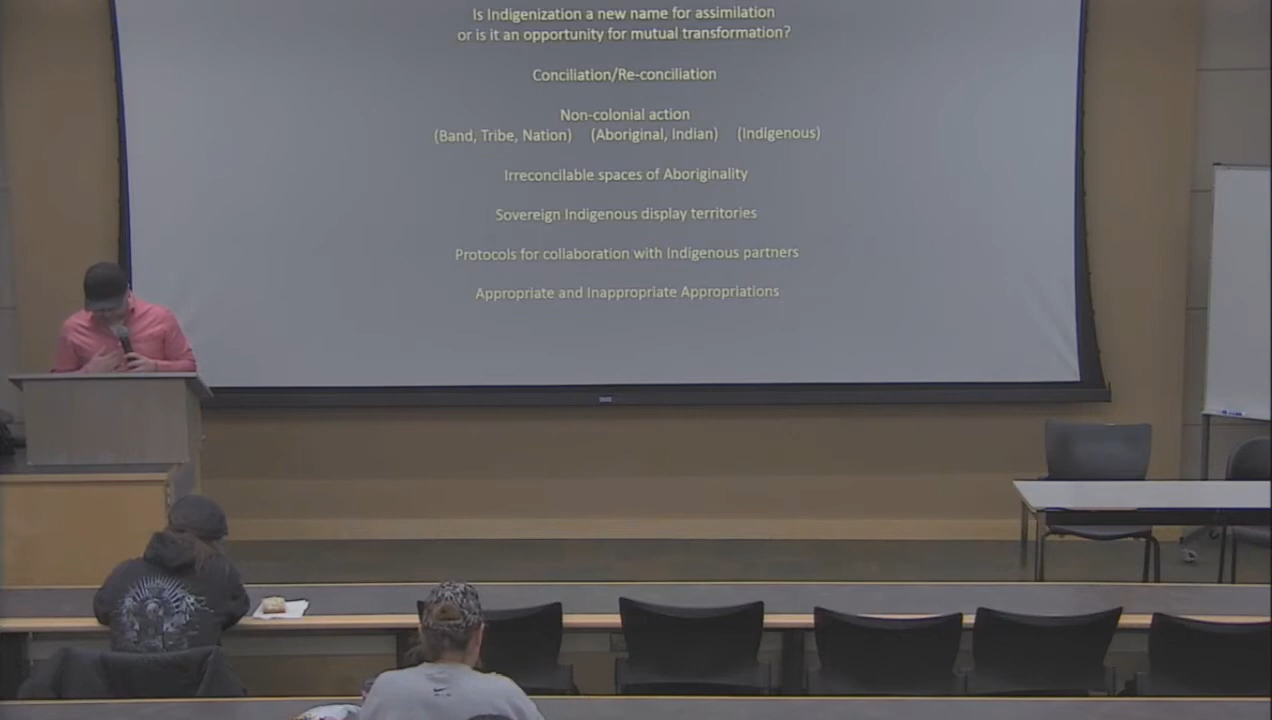 Is Indigenization a new name for assimilation
or is it an opportunity for mutual transformation?
Conciliation/Re-conciliation
Non-colonial action
(Band, Tribe, Nation) (Aboriginal, Indian) (Indigenous)
Irreconcilable spaces of Aboriginality
Sovereign Indigenous display territories
Protocols for collaboration with Indigenous partners
Appropriate and Inappropriate Appropriations